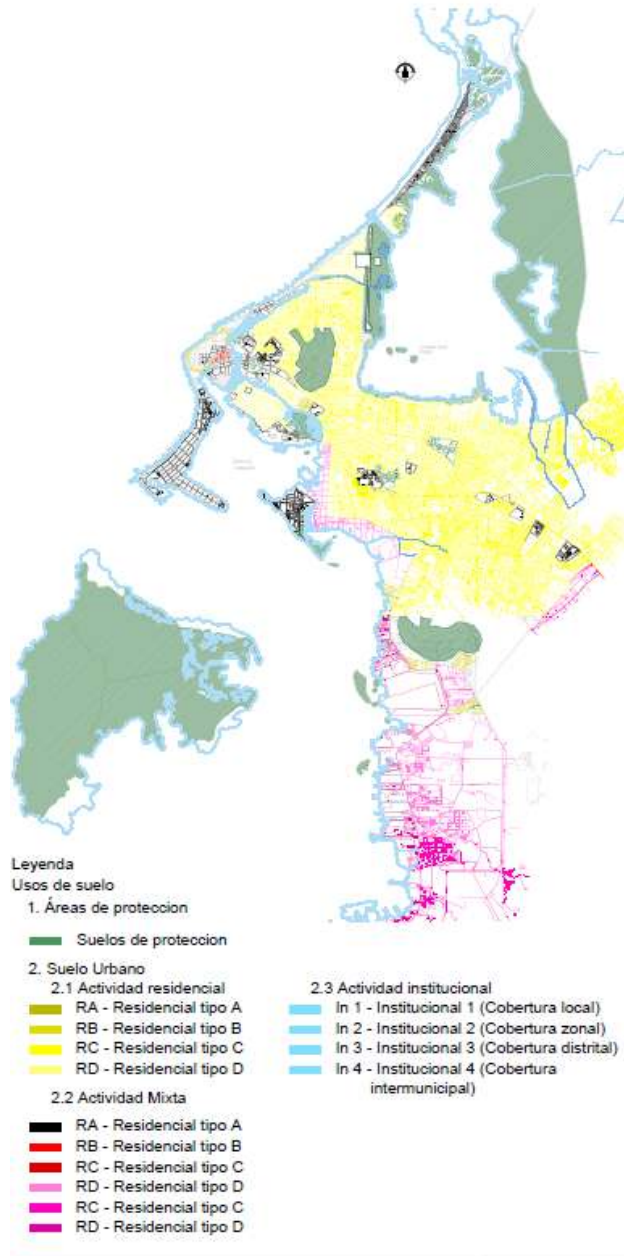 Leyenda
Usos de suelo
1. Áreas de proteccion
Suelos de proteccion
2. Suelo Urbano
2.1 Actividad residencial
RA - Residencial tipo A
RB - Residencial tipo B
RC - Residencial tipo C
RD - Residencial tipo D
2.2 Actividad Mixta
RA - Residencial tipo A
RB - Residencial tipo B
RC - Residencial tipo C
RD - Residencial tipo D
RC - Residencial tipo C
RD - Residencial tipo D
2.3 Actividad institucional
In 1 - Institucional 1 (Cobertura local)
In 2 - Institucional 2 (Cobertura zonal)
In 3 - Institucional 3 (Cobertura distrital)
In 4 - Institucional 4 (Cobertura
intermunicipal)